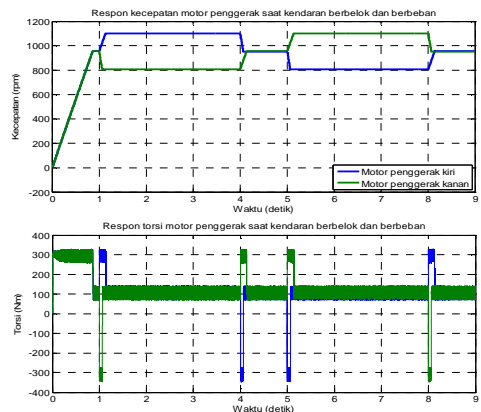 Respon kecepatan motor penggerak saat kendaran berbelok dan berbeban
1200
1000
800
600
400
200
0
-200
Kecepatan (rpm)
0 1 2 3 4 5 6 7 8 9
Waktu (detik)
Motor penggerak kiri
Motor penggerak kanan
Respon torsi motor penggerak saat kendaran berbelok dan berbeban
400
300
200
100
0
-100
-200
-300
-400
Torsi (Nm)
0 1 2 3 4 5 6 7 8 9
Waktu (detik)